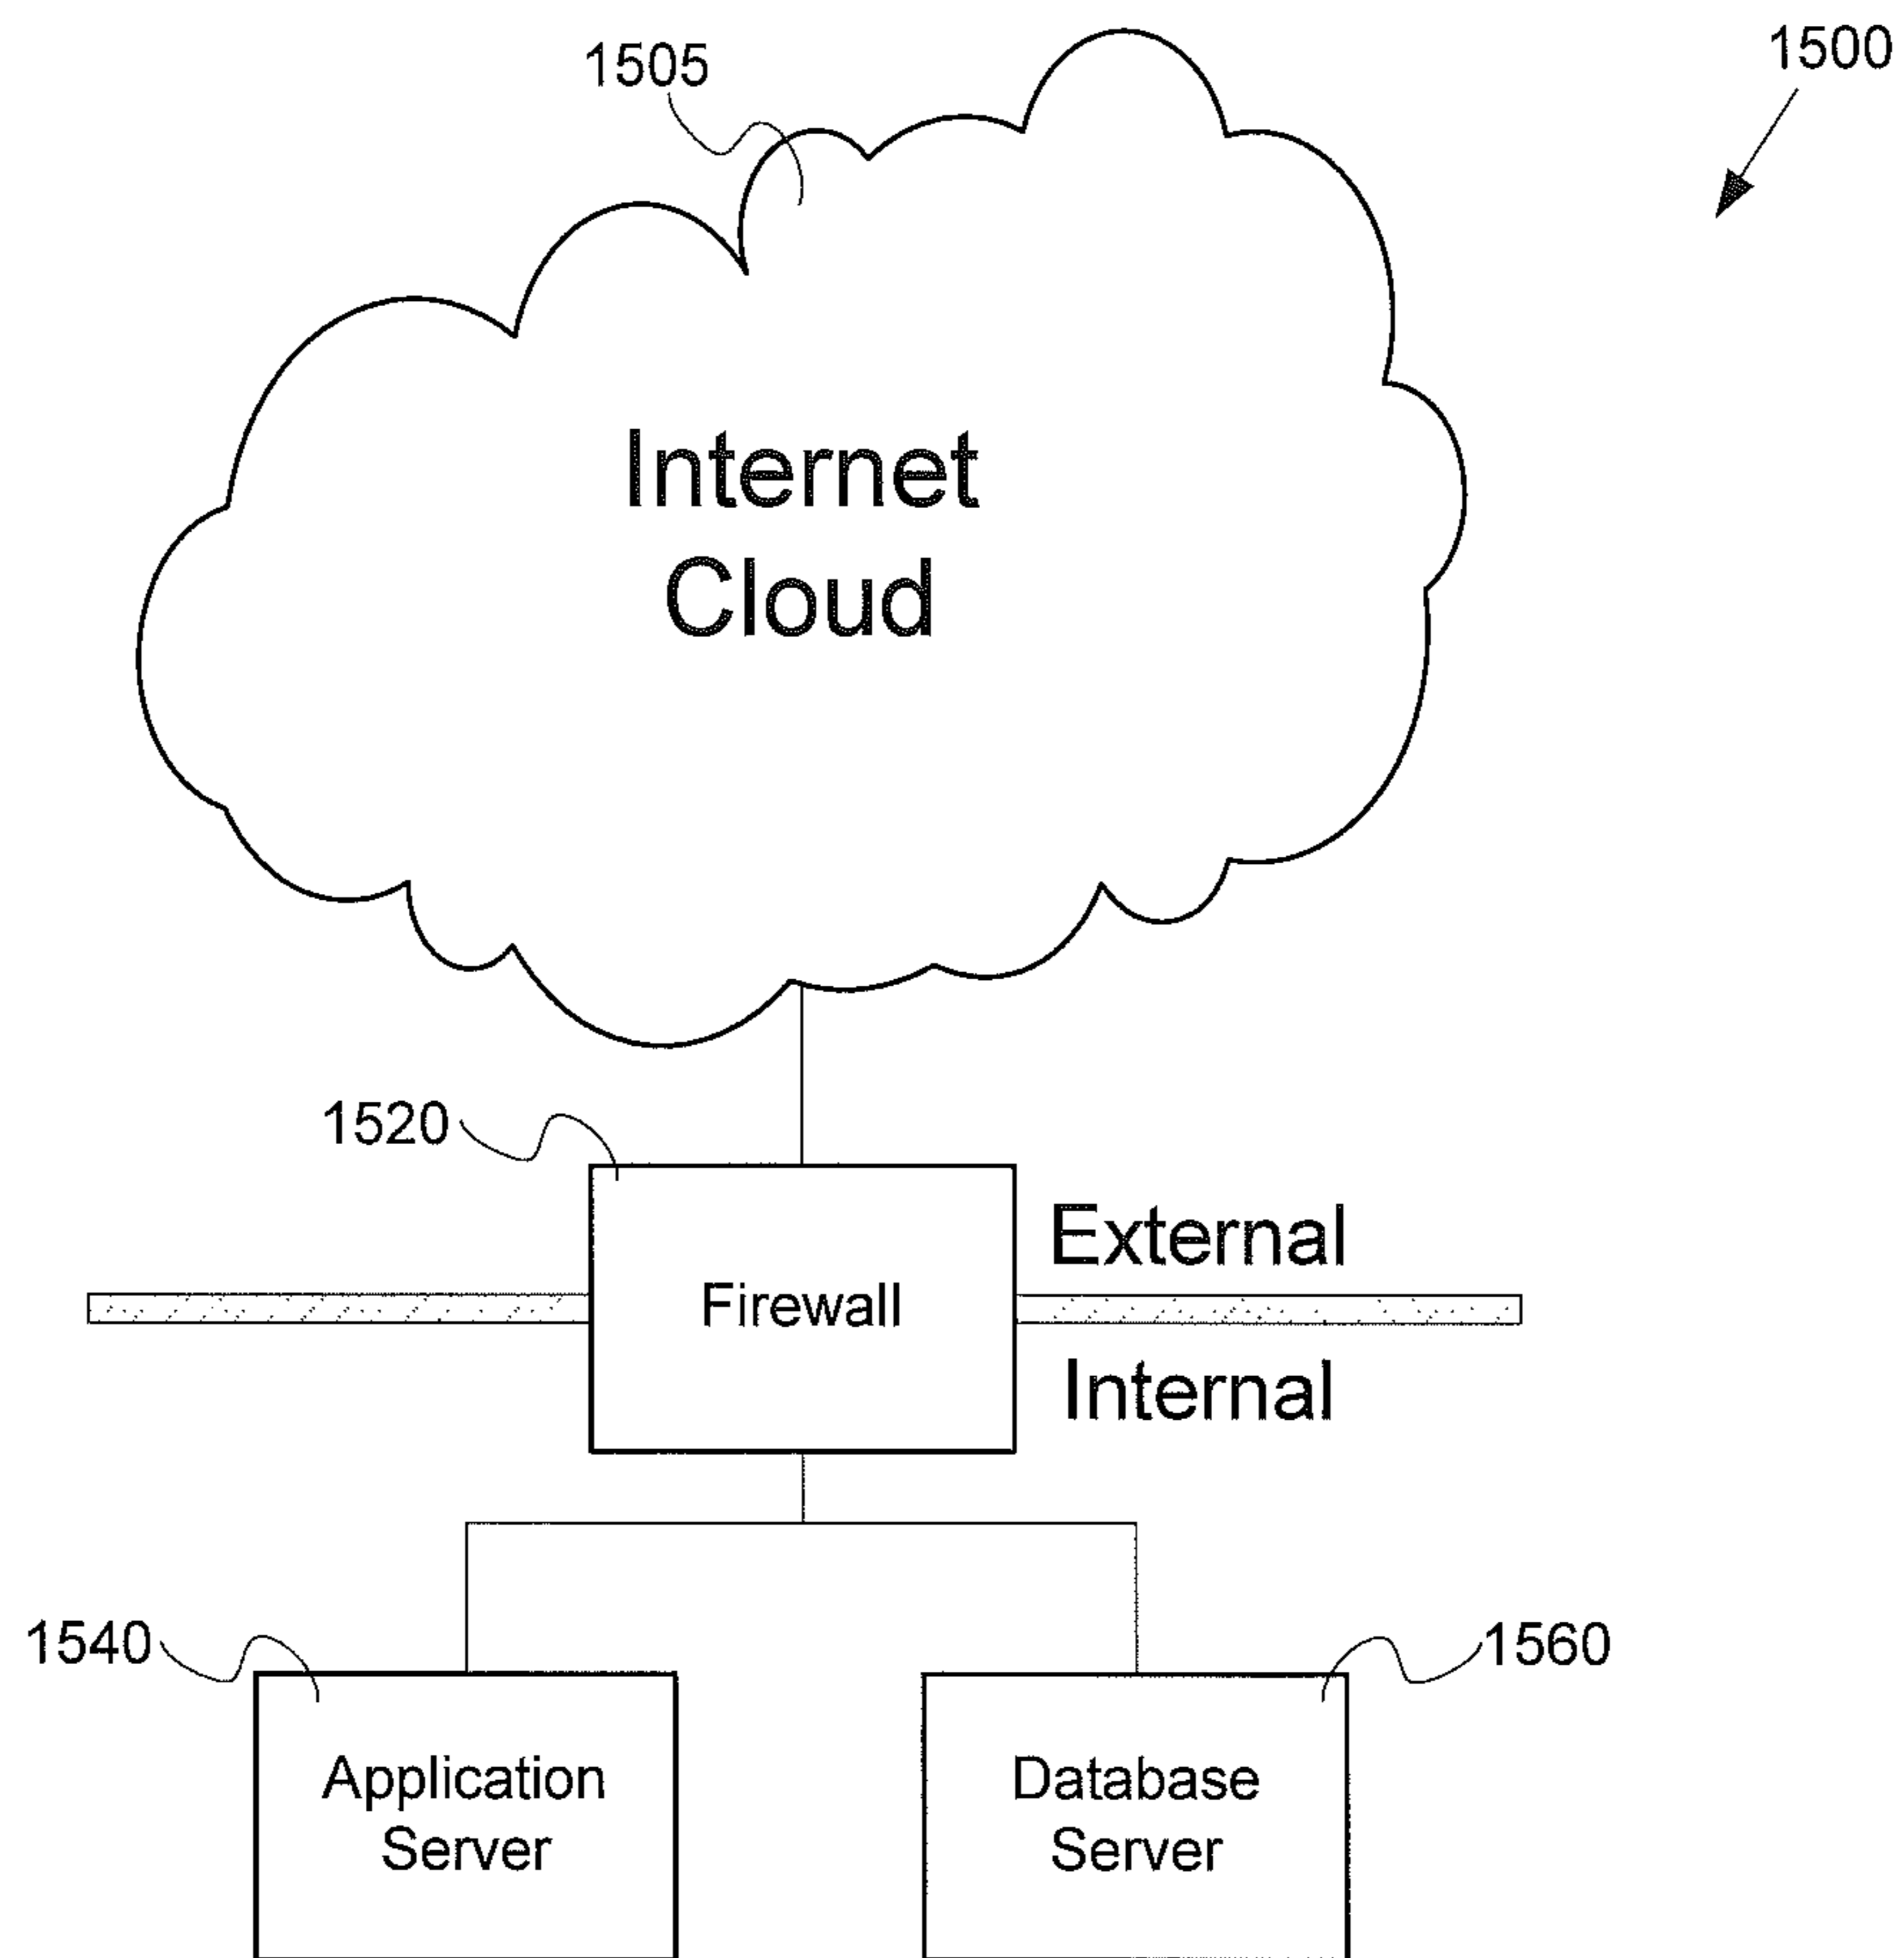 1505
1500
Internet
Cloud
1520
External
Firewall
Internal
1540
1560
Application
Server
Database
Server